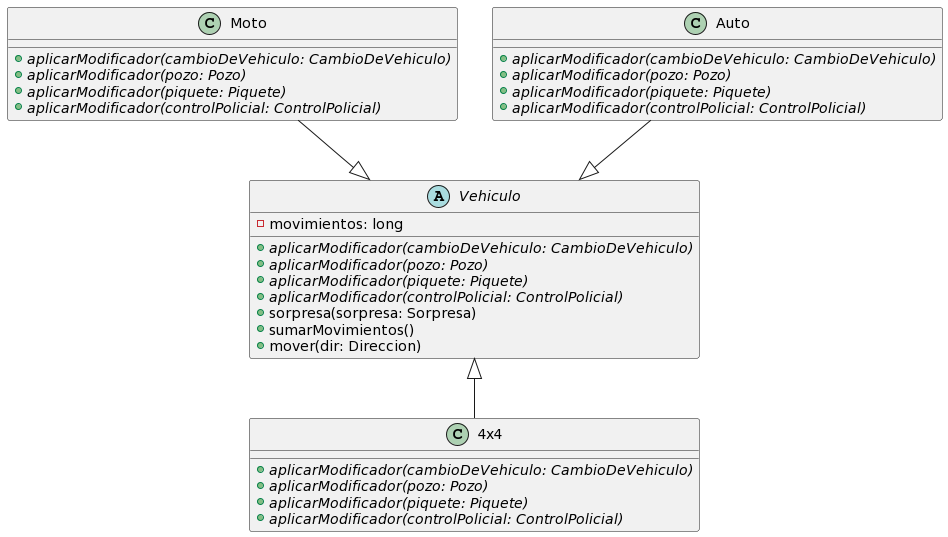 C Moto
aplicarModificador(cambioDeVehiculo: CambioDeVehiculo)
aplicarModificador(pozo: Pozo)
aplicarModificador(piquete: Piquete)
aplicarModificador(controlPolicial: ControlPolicial)
C Auto
aplicarModificador(cambioDeVehiculo: CambioDeVehiculo)
aplicarModificador(pozo: Pozo)
aplicarModificador(piquete: Piquete)
aplicarModificador(controlPolicial: ControlPolicial)
A Vehiculo
movimientos: long
aplicarModificador(cambioDeVehiculo: CambioDeVehiculo)
aplicarModificador(pozo: Pozo)
aplicarModificador(piquete: Piquete)
aplicarModificador(controlPolicial: ControlPolicial)
sorpresa(sorpresa: Sorpresa)
sumarMovimientos()
mover(dir: Direccion)
C 4x4
aplicarModificador(cambioDeVehiculo: CambioDeVehiculo)
aplicarModificador(pozo: Pozo)
aplicarModificador(piquete: Piquete)
aplicarModificador(controlPolicial: ControlPolicial)